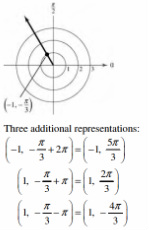 π/2
0
1 2 3
(-1, -π/3)
Three additional representations:
(-1, -π/3 + 2π) = (-1, 5π/3)
(1, -π/3 + π) = (1, 2π/3)
(1, -π/3 - π) = (1, -4π/3)